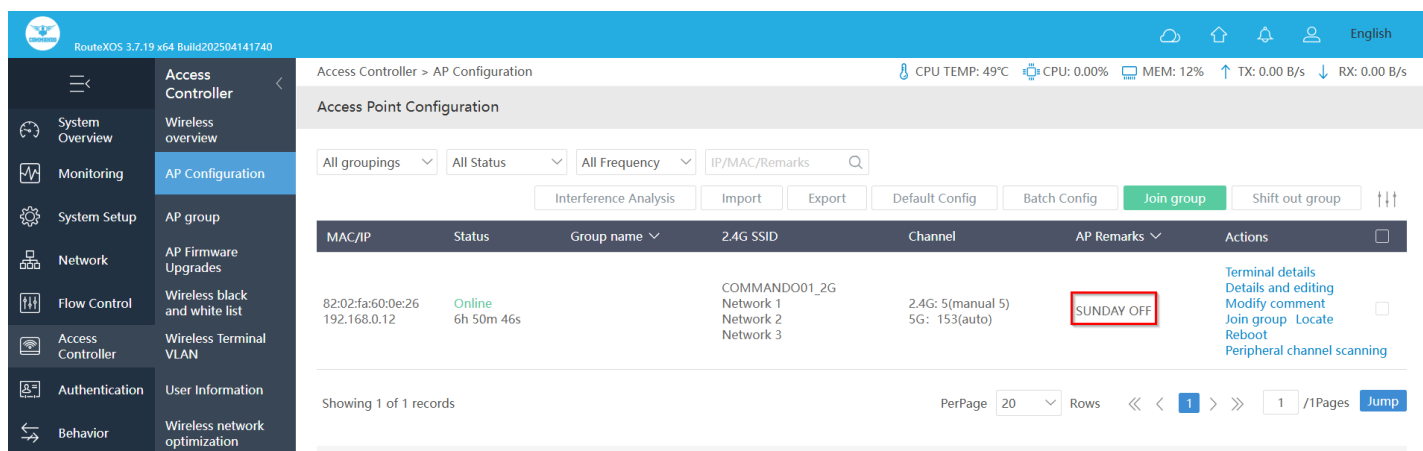 RouteXOS 3.7.19 x64 Build202504141740
English
Access Controller
System Overview
Monitoring
System Setup
Network
Flow Control
Access Controller
Authentication
Behavior
Wireless overview
AP Configuration
AP group
AP Firmware Upgrades
Wireless black and white list
Wireless Terminal VLAN
User Information
Wireless network optimization
Access Controller > AP Configuration
CPU TEMP: 49℃ CPU: 0.00% MEM: 12% ↑ TX: 0.00 B/s ↓ RX: 0.00 B/s
Access Point Configuration
All groupings All Status All Frequency IP/MAC/Remarks
Interference Analysis Import Export Default Config Batch Config Join group Shift out group
MAC/IP Status Group name 2.4G SSID Channel AP Remarks Actions
82:02:fa:60:0e:26
192.168.0.12
Online
6h 50m 46s
COMMANDO01_2G
Network 1
Network 2
Network 3
2.4G: 5(manual 5)
5G: 153(auto)
SUNDAY OFF
Terminal details
Details and editing
Modify comment
Join group Locate
Reboot
Peripheral channel scanning
Showing 1 of 1 records
PerPage 20 Rows 1 1 /1Pages Jump